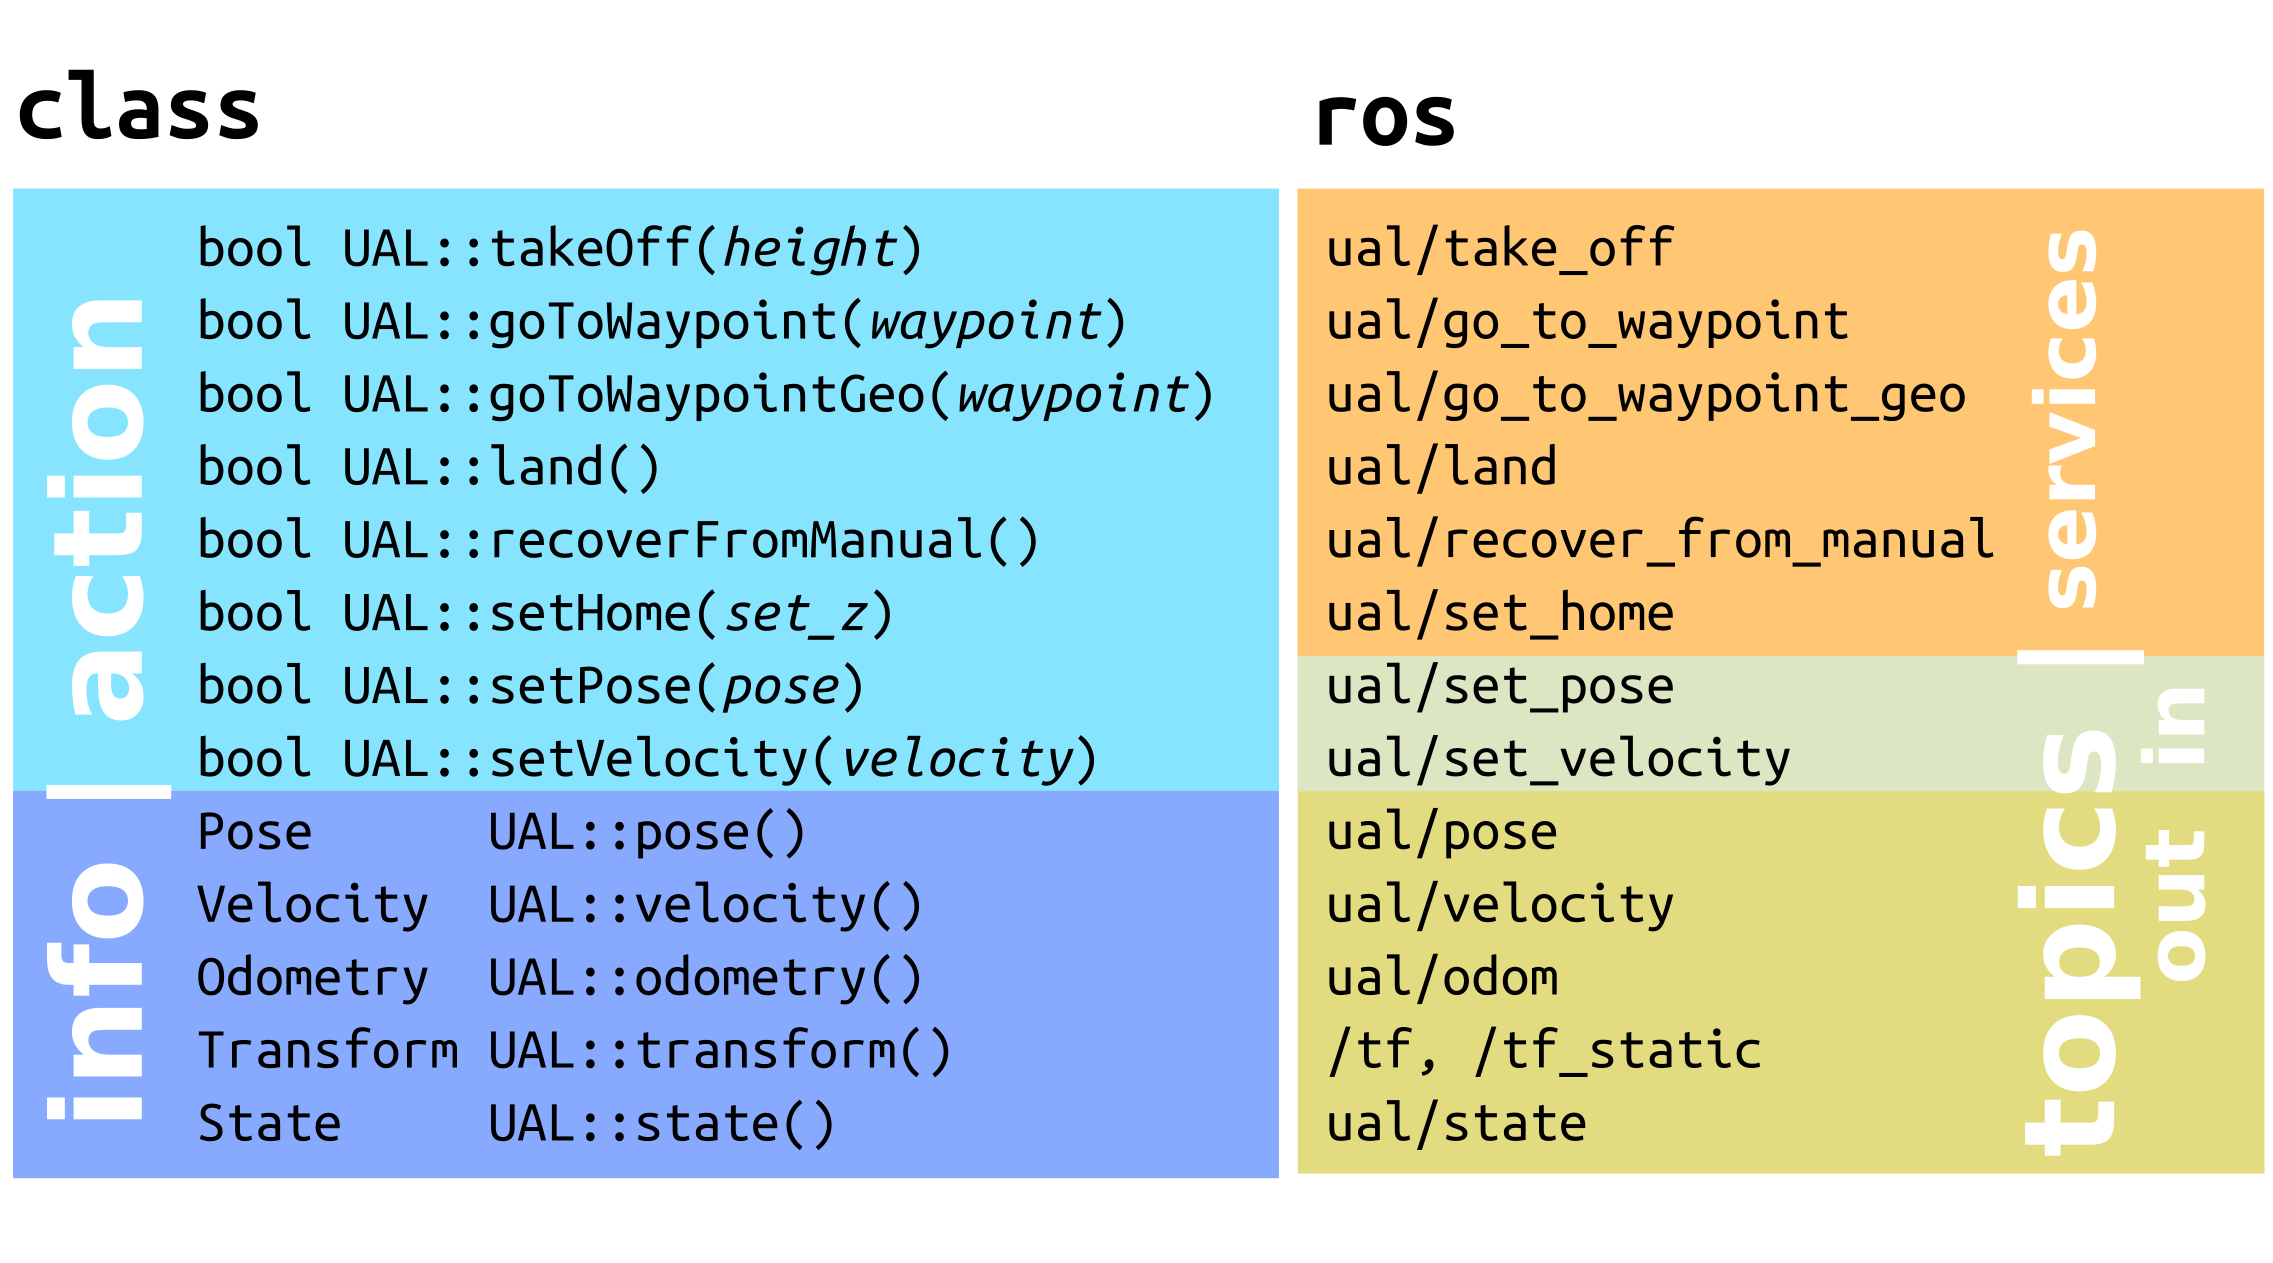 class
bool UAL::takeOff(height)
bool UAL::goToWaypoint(waypoint)
bool UAL::goToWaypointGeo(waypoint)
bool UAL::land()
bool UAL::recoverFromManual()
bool UAL::setHome(set_z)
bool UAL::setPose(pose)
bool UAL::setVelocity(velocity)
Pose UAL::pose()
Velocity UAL::velocity()
Odometry UAL::odometry()
Transform UAL::transform()
State UAL::state()
info | action
ros
ual/take_off
ual/go_to_waypoint
ual/go_to_waypoint_geo
ual/land
ual/recover_from_manual
ual/set_home
ual/set_pose
ual/set_velocity
ual/pose
ual/velocity
ual/odom
/tf, /tf_static
ual/state
topics | services
out in